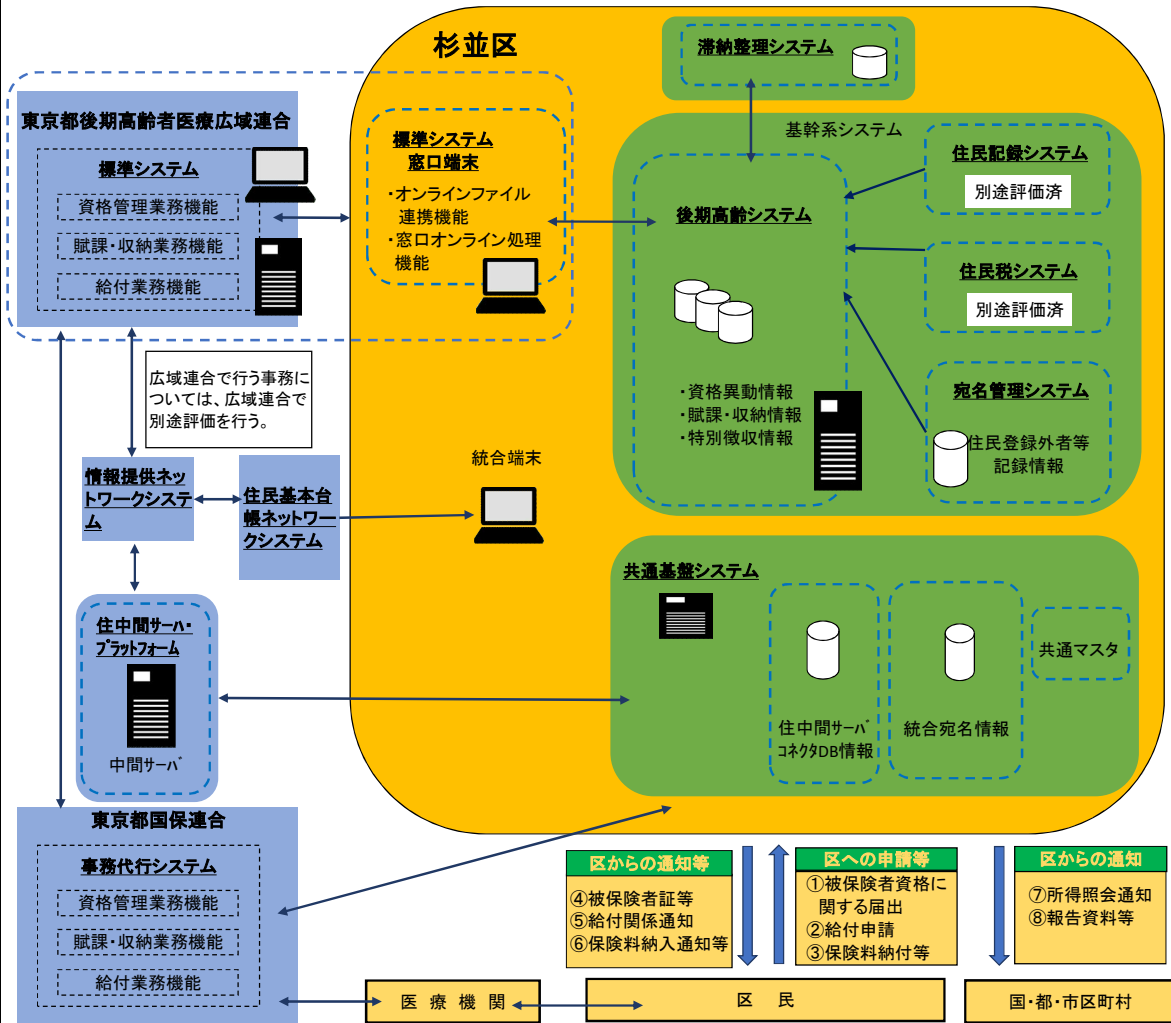 杉並区
滞納整理システム
東京都後期高齢者医療広域連合
標準システム
資格管理業務機能
賦課・収納業務機能
給付業務機能
標準システム
窓口端末
・オンラインファイル
連携機能
・窓口オンライン処理
機能
基幹系システム
後期高齢システム
・資格異動情報
・賦課・収納情報
・特別徴収情報
住民記録システム
別途評価済
住民税システム
別途評価済
宛名管理システム
住民登録外者等
記録情報
広域連合で行う事務に
ついては、広域連合で
別途評価を行う。
情報提供ネッ
トワークシステ
ム
住民基本台
帳ネットワー
クシステム
統合端末
住中間サーバ・
プラットフォーム
中間サーバ
共通基盤システム
住中間サーバ
コネクタDB情報
統合宛名情報
共通マスタ
東京都国保連合
事務代行システム
資格管理業務機能
賦課・収納業務機能
給付業務機能
区からの通知等
④被保険者証等
⑤給付関係通知
⑥保険料納入通知等
区への申請等
①被保険者資格に
関する届出
②給付申請
③保険料納付等
区からの通知
⑦所得照会通知
⑧報告資料等
医療機関
区民
国・都・市区町村